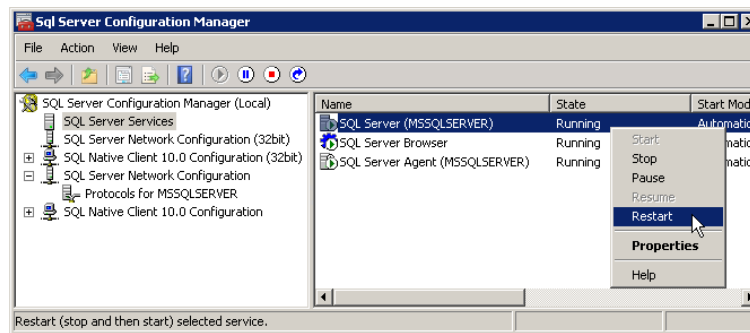 Sql Server Configuration Manager
File Action View Help
SQL Server Configuration Manager (Local)
SQL Server Services
SQL Server Network Configuration (32bit)
SQL Native Client 10.0 Configuration (32bit)
SQL Server Network Configuration
Protocols for MSSQLSERVER
SQL Native Client 10.0 Configuration
Name State Start Mod
SQL Server (MSSQLSERVER) Running Automatic
SQL Server Browser Running matic
SQL Server Agent (MSSQLSERVER) Running matic
Start
Stop
Pause
Resume
Restart
Properties
Help
Restart (stop and then start) selected service.